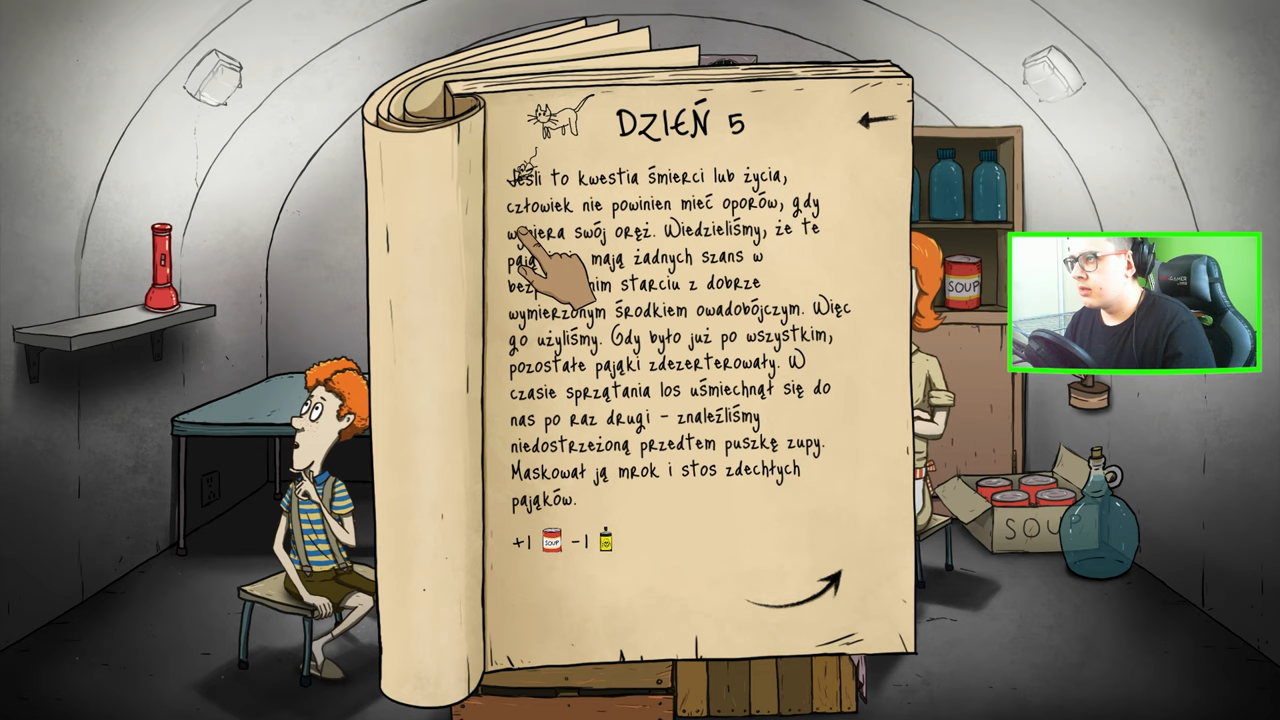 DZIEŃ 5
Jeśli to kwestia śmierci lub życia,
człowiek nie powinien mieć oporów, gdy
swój oręż. Wiedzieliśmy, że te
mają żadnych szans w
starciu z dobrze
wymierzonym środkiem owadobójczym. Więc
go użyliśmy. Gdy było już po wszystkim,
pozostałe pająki zdezerterowały. W
czasie sprzątania los uśmiechnął się do
nas po raz drugi - znaleźliśmy
niedostrzeżoną przedtem puszkę zupy.
Maskował ją mrok i stos zdechłych
pająków.
+1 SOUP -1
SOUP
SOUP